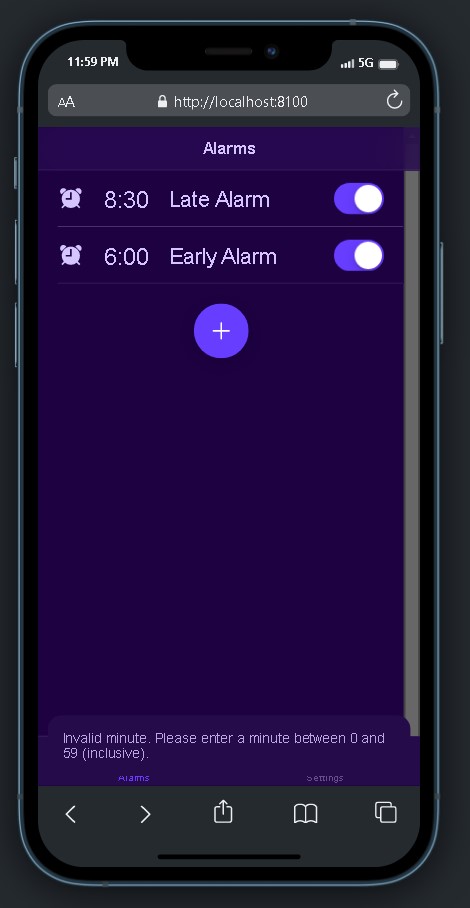 11:59 PM 5G
AA http://localhost:8100
Alarms
8:30 Late Alarm
6:00 Early Alarm
Invalid minute. Please enter a minute between 0 and
59 (inclusive).
Alarms Settings